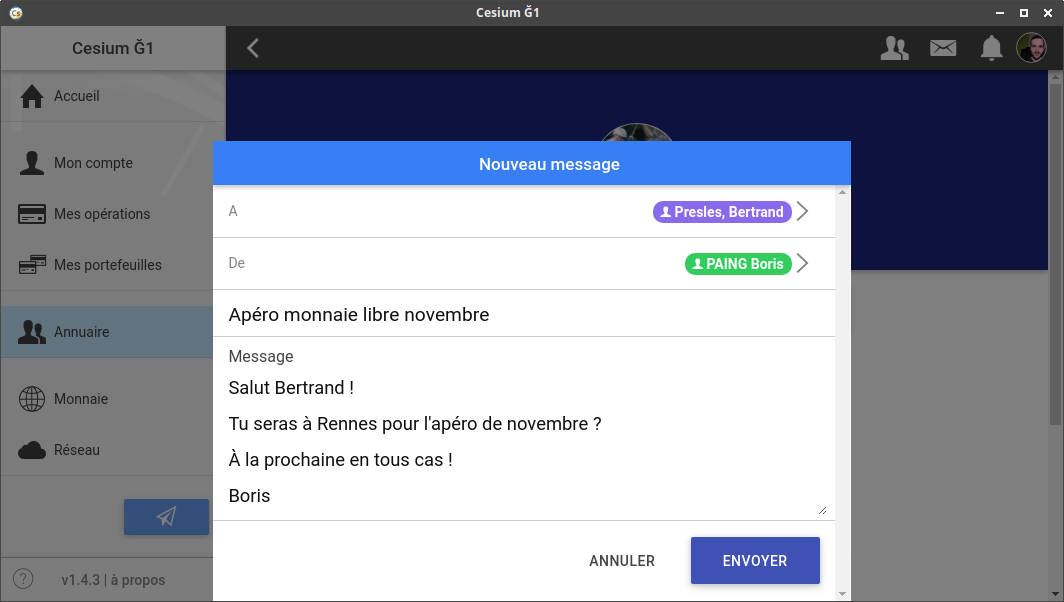 Cesium Ğ1
Cesium Ğ1
Accueil
Mon compte
Mes opérations
Mes portefeuilles
Annuaire
Monnaie
Réseau
? v1.4.3 | à propos
Nouveau message
A Presles, Bertrand
De PAING Boris
Apéro monnaie libre novembre
Message
Salut Bertrand !
Tu seras à Rennes pour l'apéro de novembre ?
À la prochaine en tous cas !
Boris
ANNULER ENVOYER